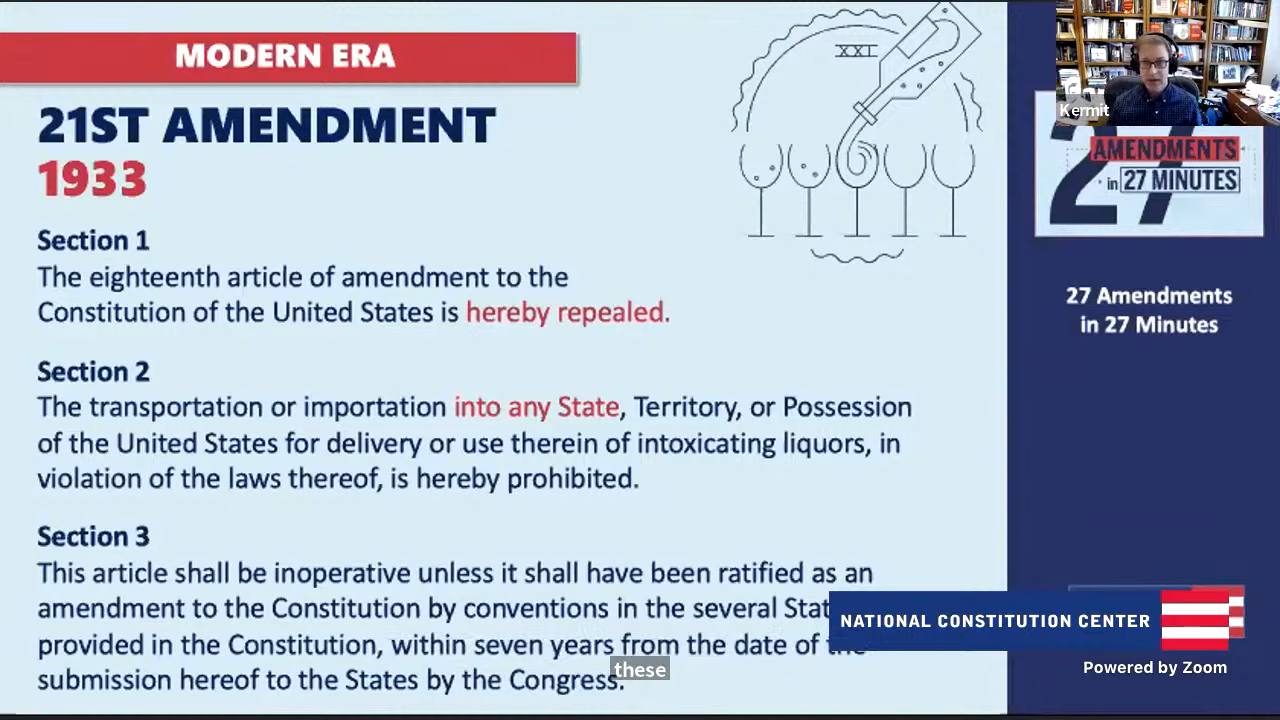 MODERN ERA
21ST AMENDMENT
1933
Section 1
The eighteenth article of amendment to the
Constitution of the United States is hereby repealed.
Section 2
The transportation or importation into any State, Territory, or Possession
of the United States for delivery or use therein of intoxicating liquors, in
violation of the laws thereof, is hereby prohibited.
Section 3
This article shall be inoperative unless it shall have been ratified as an
amendment to the Constitution by conventions in the several Stat
provided in the Constitution, within seven years from the date of the
submission hereof to the States by the Congress.
these
XXI
Kermit
27
AMENDMENTS
in 27 MINUTES
27 Amendments
in 27 Minutes
NATIONAL CONSTITUTION CENTER
Powered by Zoom